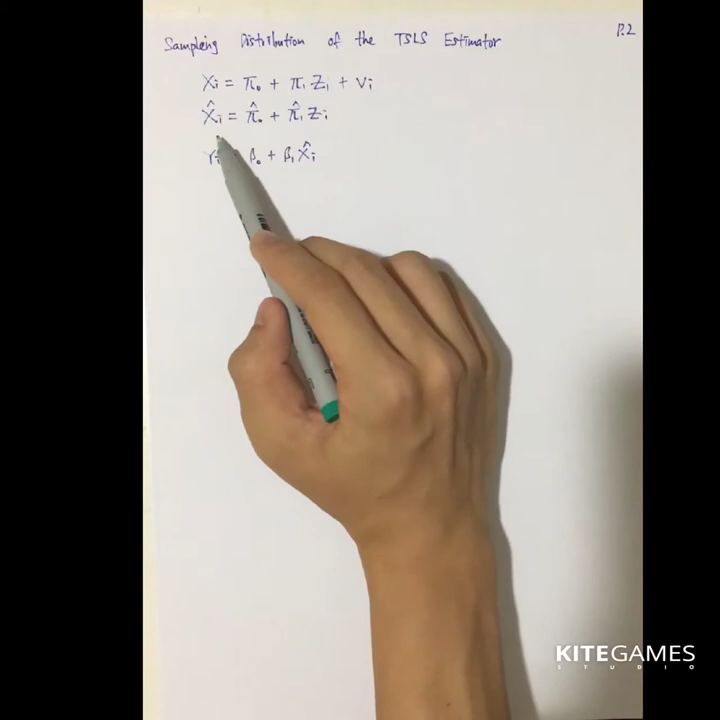 P.2
Sampleing Distribution of the TSLS Estimator
Xi = π₀ + π₁ Zi + Vi
X̂i = π̂₀ + π̂₁ Zi
Yi β₀ + β₁ X̂i
KITEGAMES
STUDIO